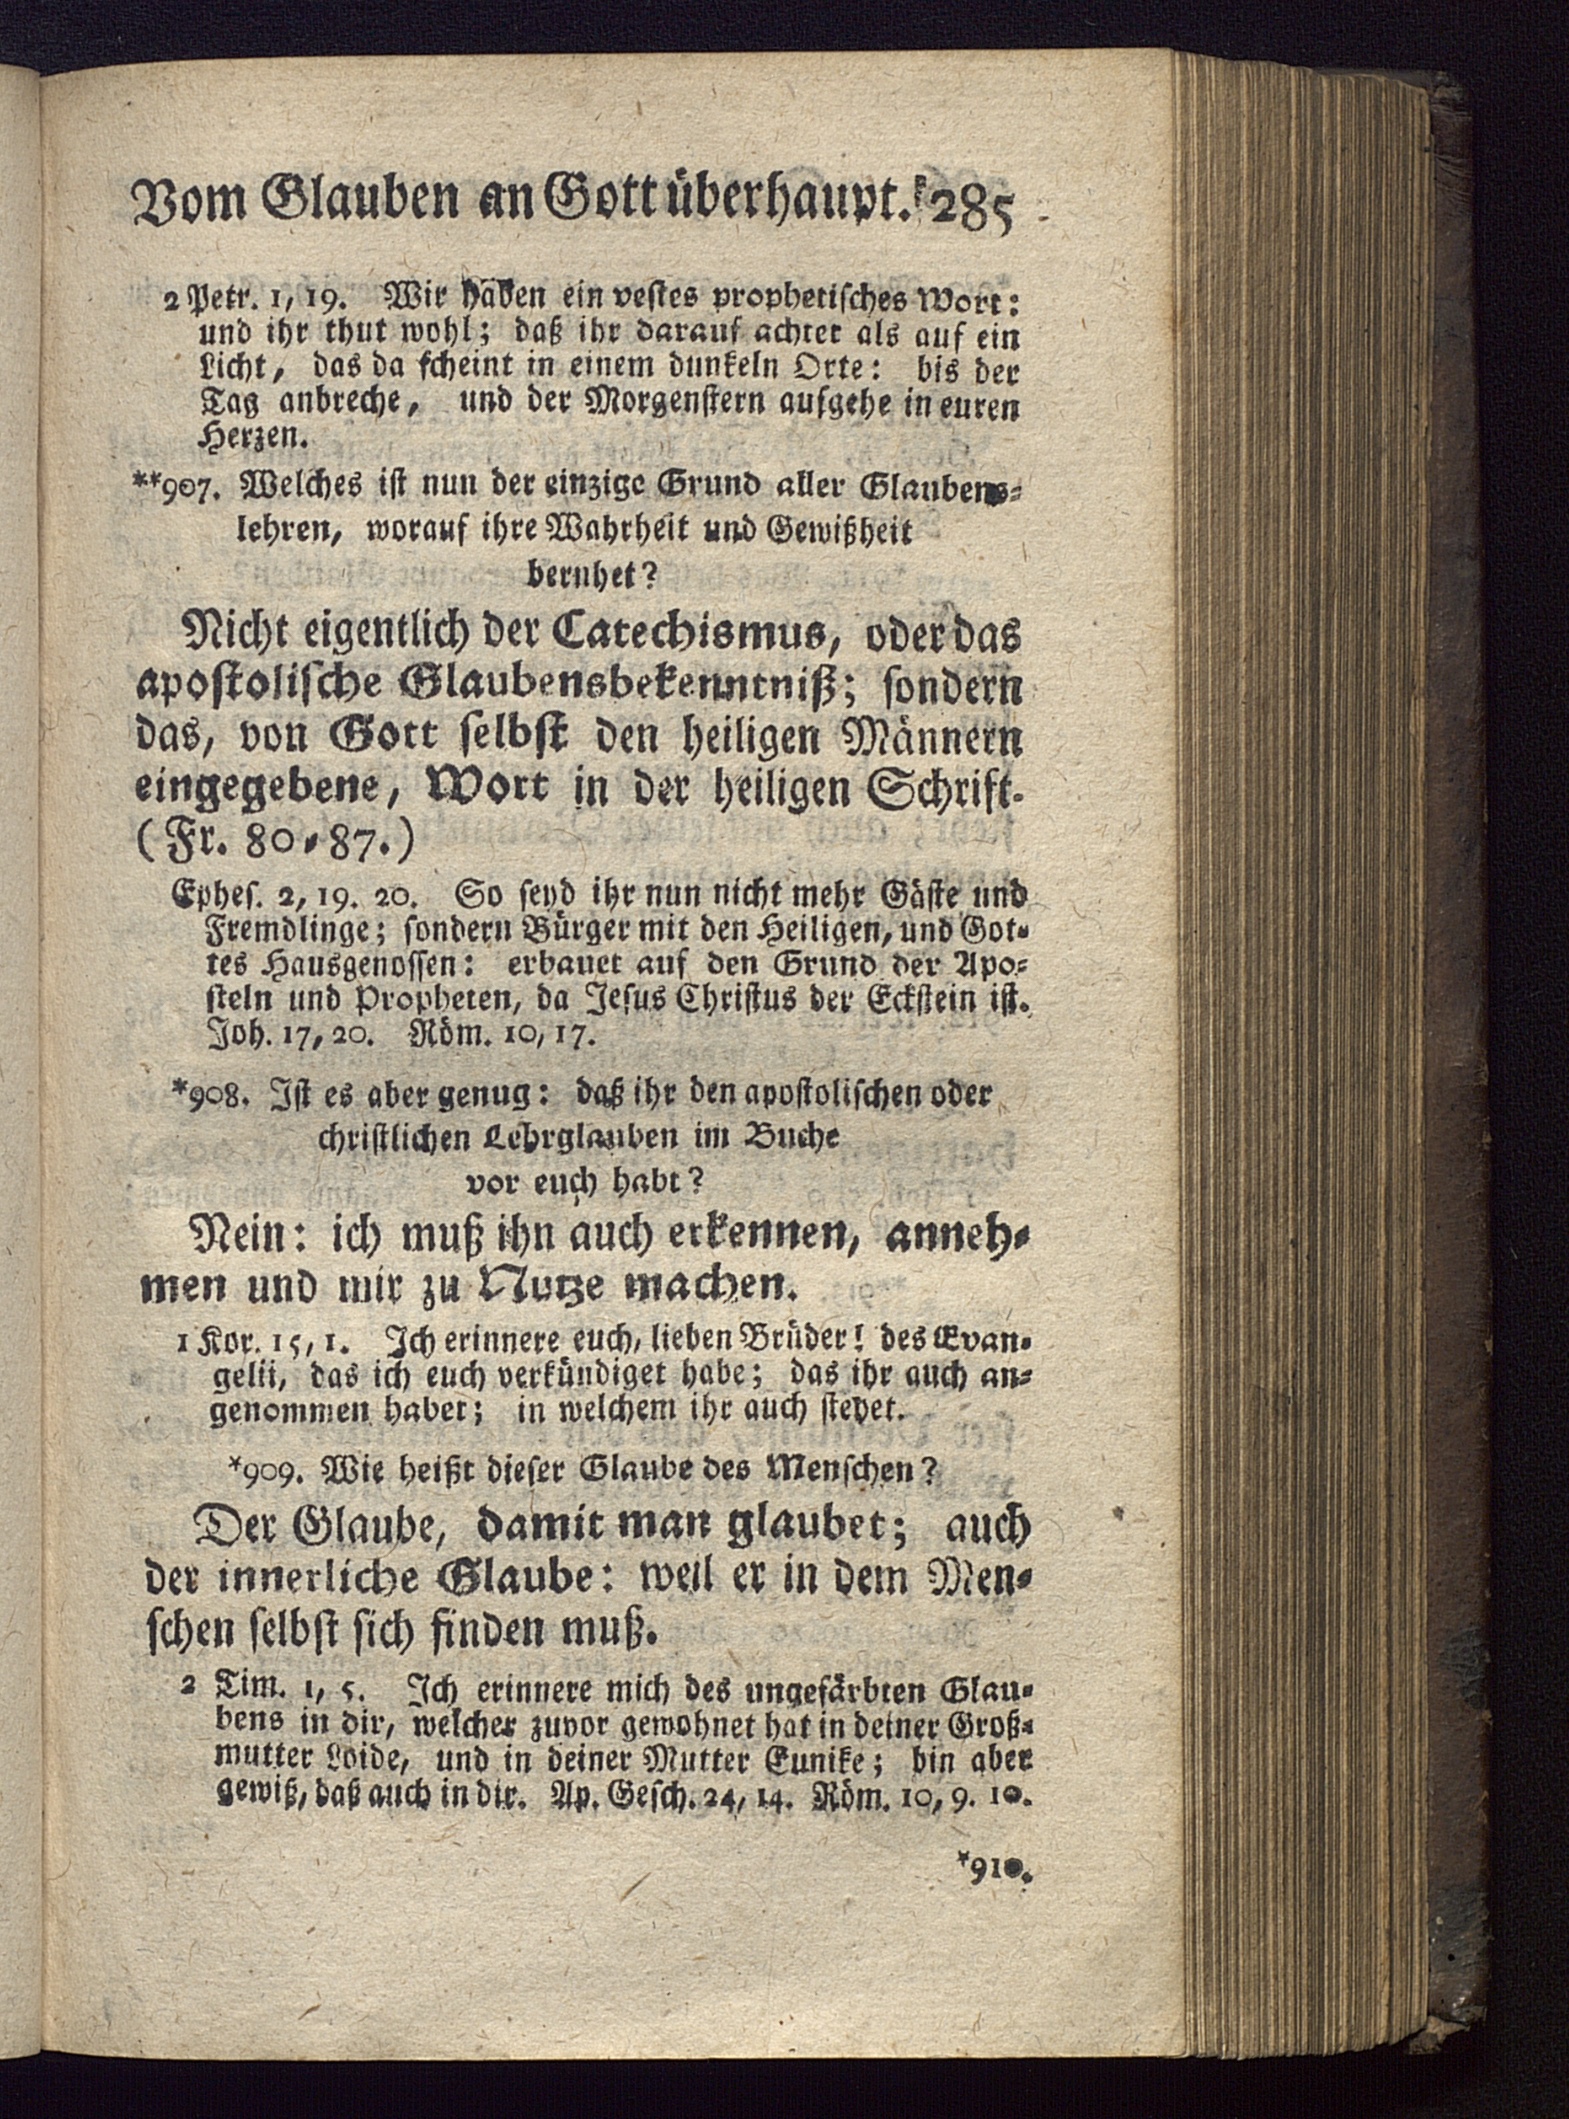 Vom Glauben an Gott überhaupt. 285
2 Petr. 1, 19. Wir haben ein vestes prophetisches Wort:
und ihr thut wohl; daß ihr darauf achtet als auf ein
Licht, das da scheint in einem dunkeln Orte: bis der
Tag anbreche, und der Morgenstern aufgehe in euren
Herzen.
**907. Welches ist nun der einzige Grund aller Glaubens-
lehren, worauf ihre Wahrheit und Gewißheit
beruhet?
Nicht eigentlich der Catechismus, oder das
apostolische Glaubensbekenntniß; sondern
das, von Gott selbst den heiligen Männern
eingegebene, Wort in der heiligen Schrift.
(Fr. 80-87.)
Ephes. 2, 19. 20. So seyd ihr nun nicht mehr Gäste und
Fremdlinge; sondern Bürger mit den Heiligen, und Got-
tes Hausgenossen: erbauet auf den Grund der Apo-
steln und Propheten, da Jesus Christus der Eckstein ist.
Joh. 17, 20. Röm. 10, 17.
*908. Ist es aber genug: daß ihr den apostolischen oder
christlichen Lehrglauben im Buche
vor euch habt?
Nein: ich muß ihn auch erkennen, anneh-
men und mir zu Nutze machen.
1 Kor. 15, 1. Ich erinnere euch, lieben Brüder! des Evan-
gelii, das ich euch verkündiget habe; das ihr auch an-
genommen habet; in welchem ihr auch stehet.
*909. Wie heißt dieser Glaube des Menschen?
Der Glaube, damit man glaubet; auch
der innerliche Glaube: weil er in dem Men-
schen selbst sich finden muß.
2 Tim. 1, 5. Ich erinnere mich des ungefärbten Glau-
bens in dir, welcher zuvor gewohnet hat in deiner Groß-
mutter Loide, und in deiner Mutter Eunike; bin aber
gewiß, daß auch in dir. Ap. Gesch. 24, 14. Röm. 10, 9. 10.
*910.